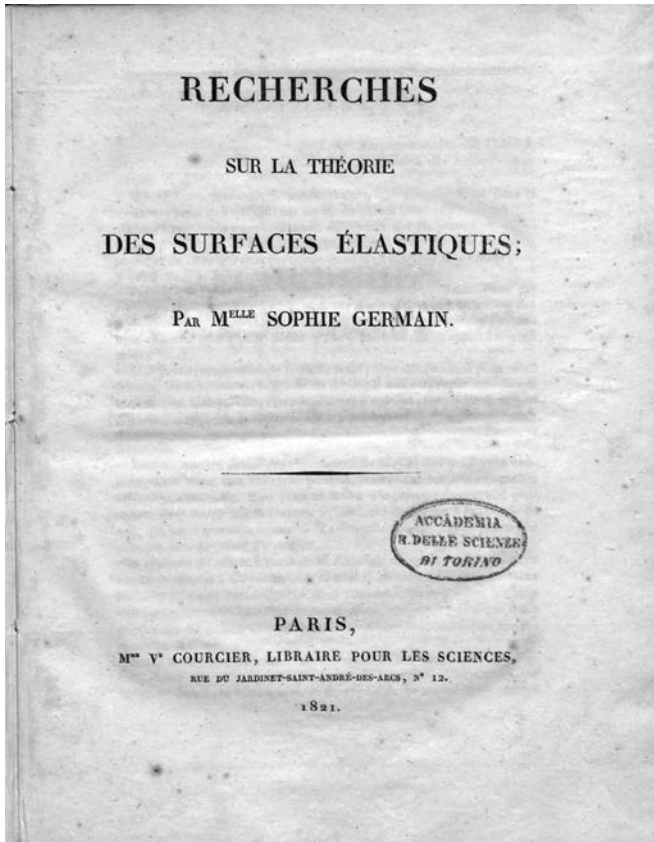 RECHERCHES
SUR LA THÉORIE
DES SURFACES ÉLASTIQUES;
PAR MELLE SOPHIE GERMAIN.
ACCADEMIA
R. DELLE SCIENZE
DI TORINO
PARIS,
Mme Ve COURCIER, LIBRAIRE POUR LES SCIENCES,
RUE DU JARDINET-SAINT-ANDRÉ-DES-ARCS, N° 12.
1821.